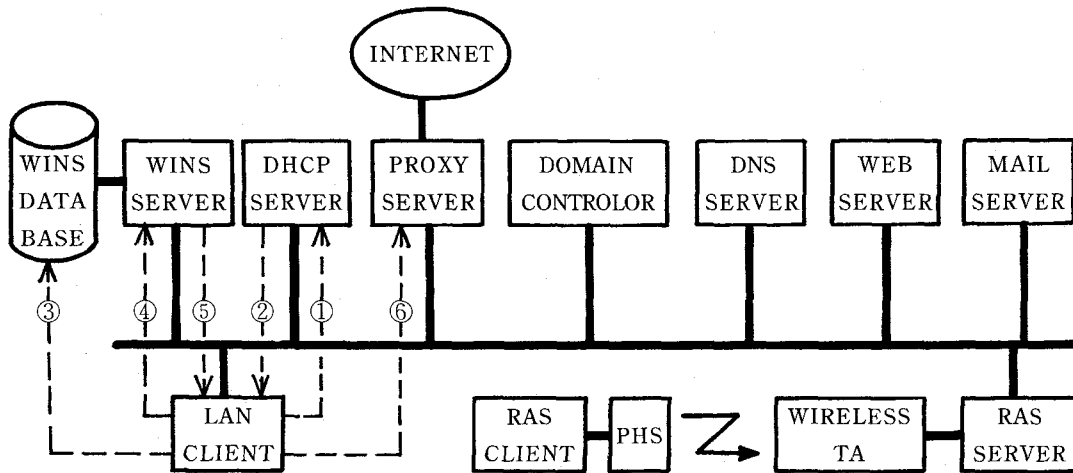 INTERNET
WINS
DATA
BASE
WINS
SERVER
DHCP
SERVER
PROXY
SERVER
DOMAIN
CONTROLOR
DNS
SERVER
WEB
SERVER
MAIL
SERVER
③
④
⑤
②
①
⑥
LAN
CLIENT
RAS
CLIENT
PHS
WIRELESS
TA
RAS
SERVER